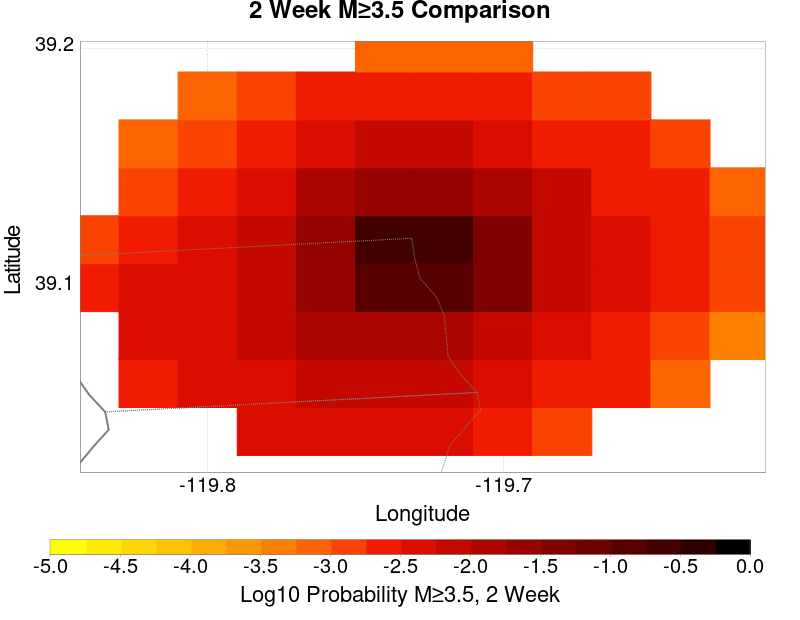 2 Week M≥3.5 Comparison
39.2
39.1
Latitude
-119.8 -119.7
Longitude
-5.0 -4.5 -4.0 -3.5 -3.0 -2.5 -2.0 -1.5 -1.0 -0.5 0.0
Log10 Probability M≥3.5, 2 Week